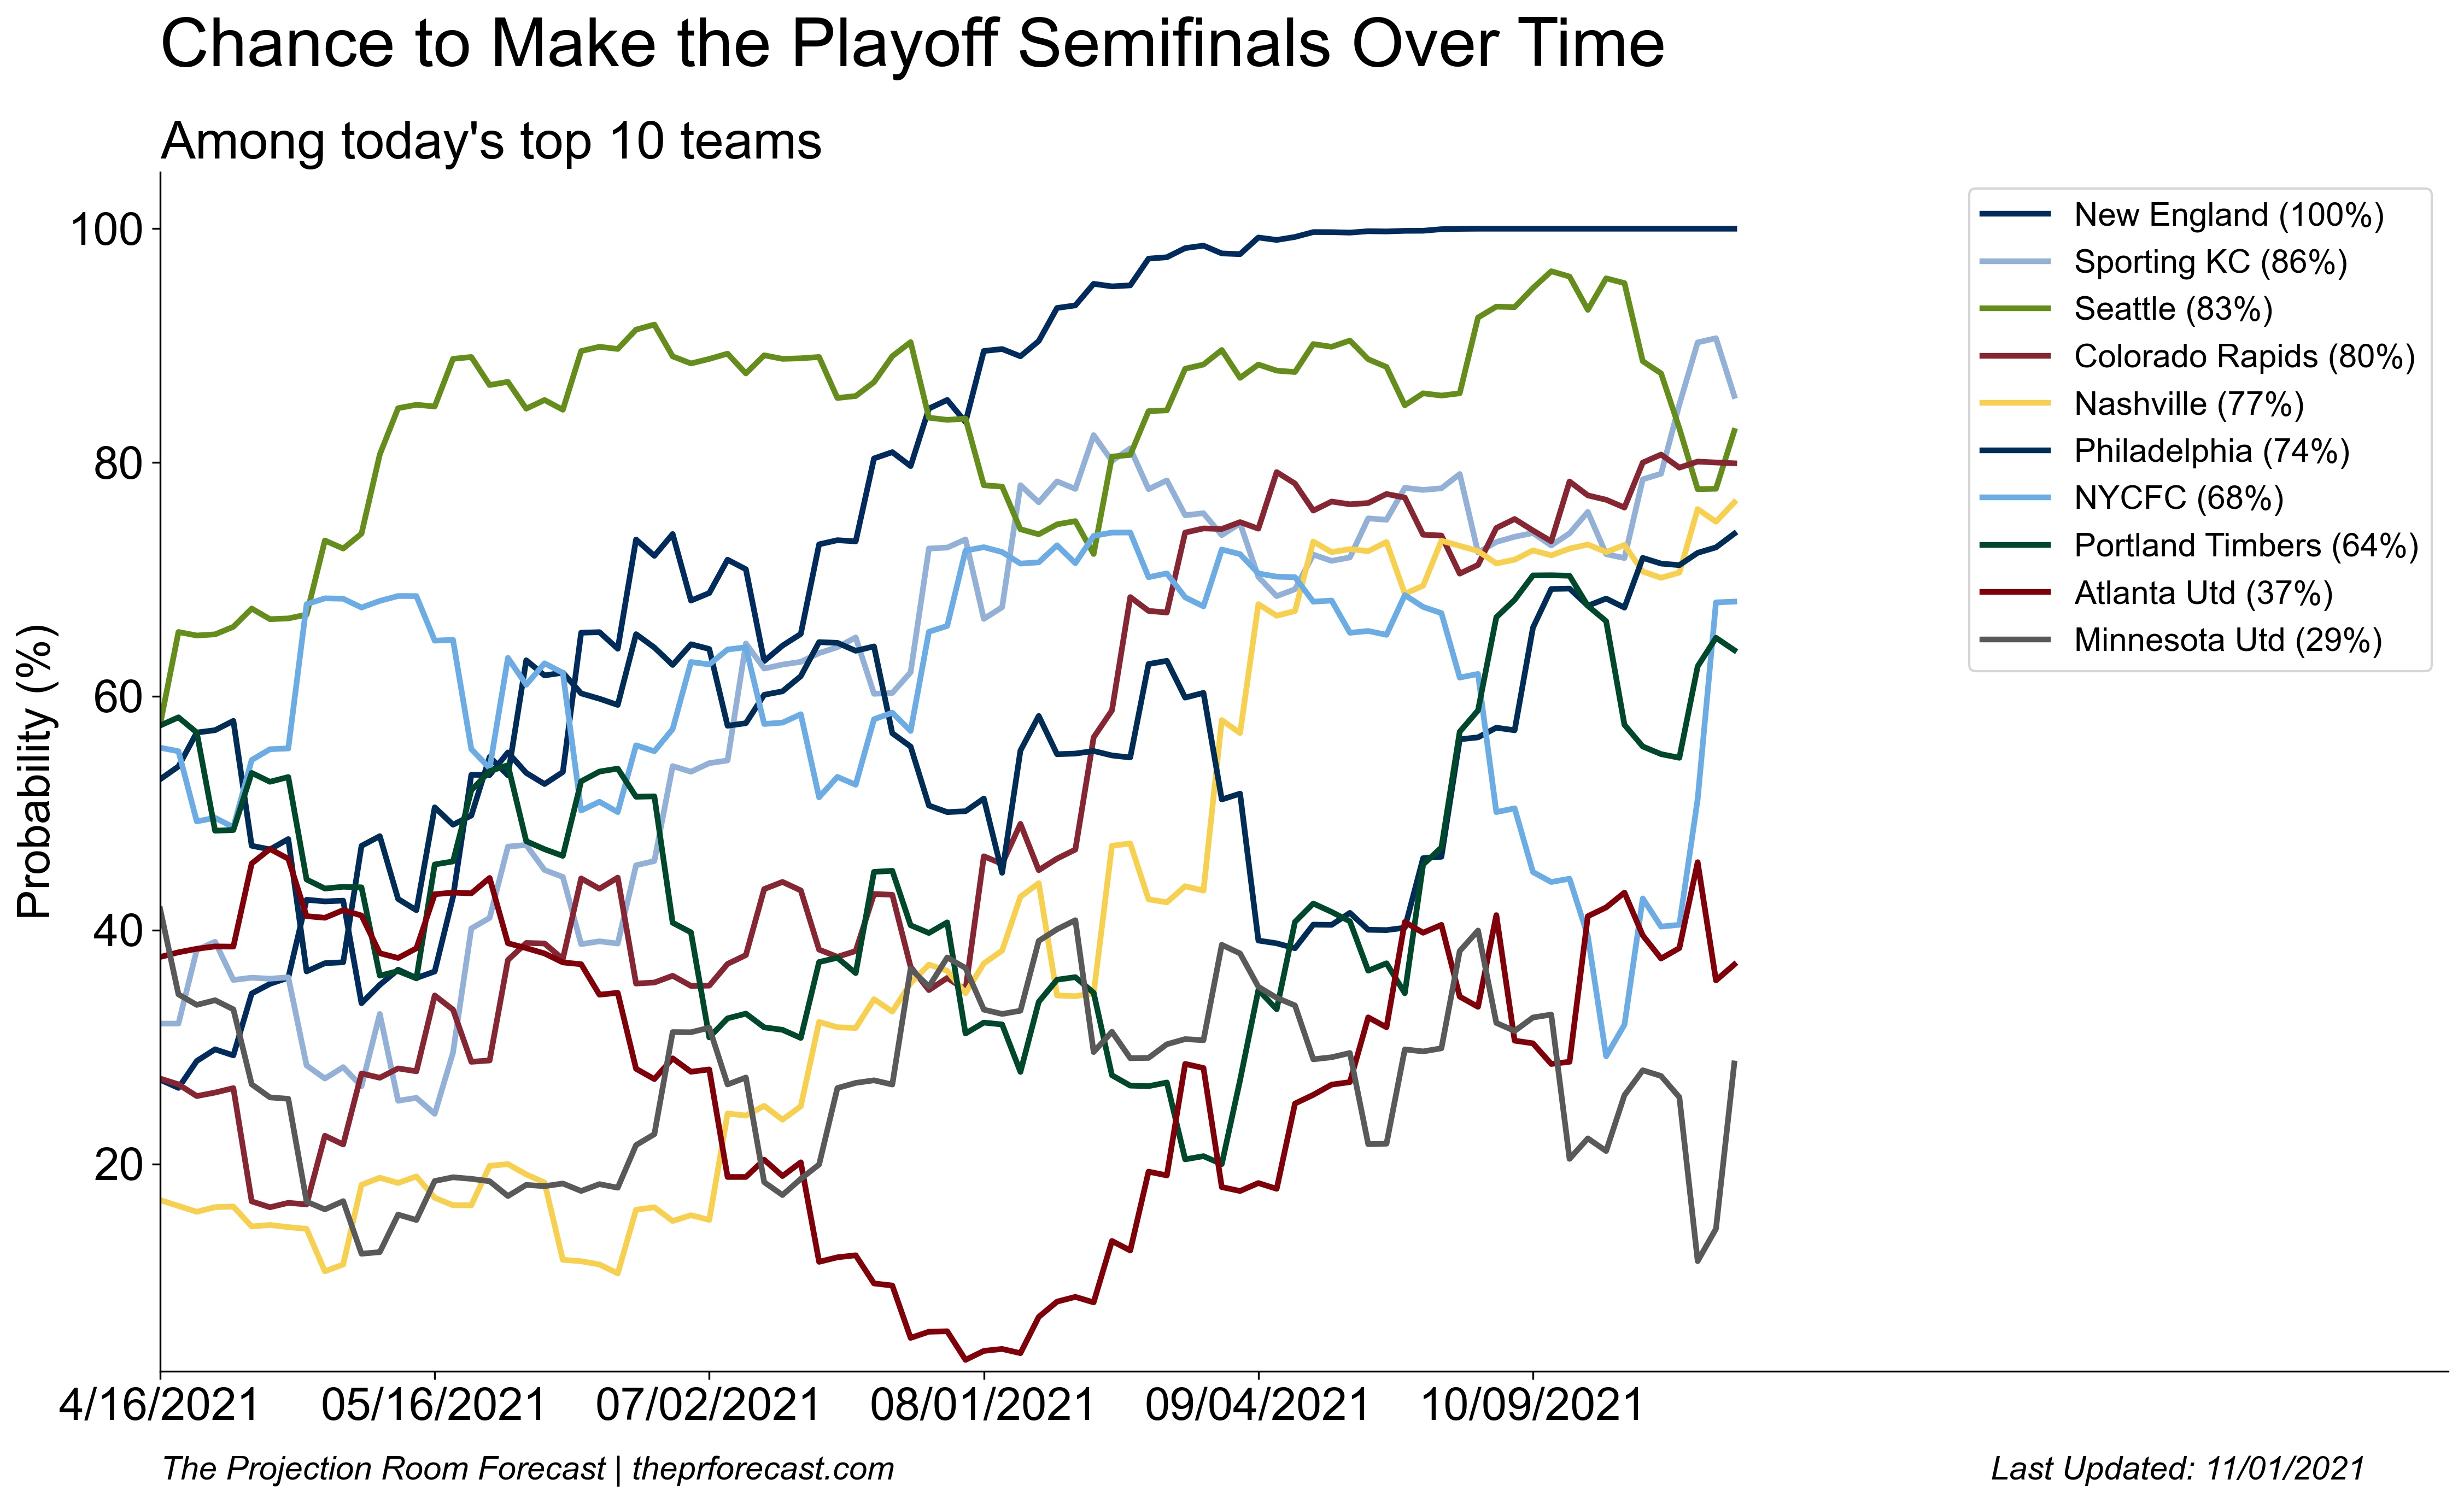 Chance to Make the Playoff Semifinals Over Time
Among today's top 10 teams
Probability (%)
100
80
60
40
20
4/16/2021 05/16/2021 07/02/2021 08/01/2021 09/04/2021 10/09/2021
New England (100%)
Sporting KC (86%)
Seattle (83%)
Colorado Rapids (80%)
Nashville (77%)
Philadelphia (74%)
NYCFC (68%)
Portland Timbers (64%)
Atlanta Utd (37%)
Minnesota Utd (29%)
The Projection Room Forecast | theprforecast.com
Last Updated: 11/01/2021